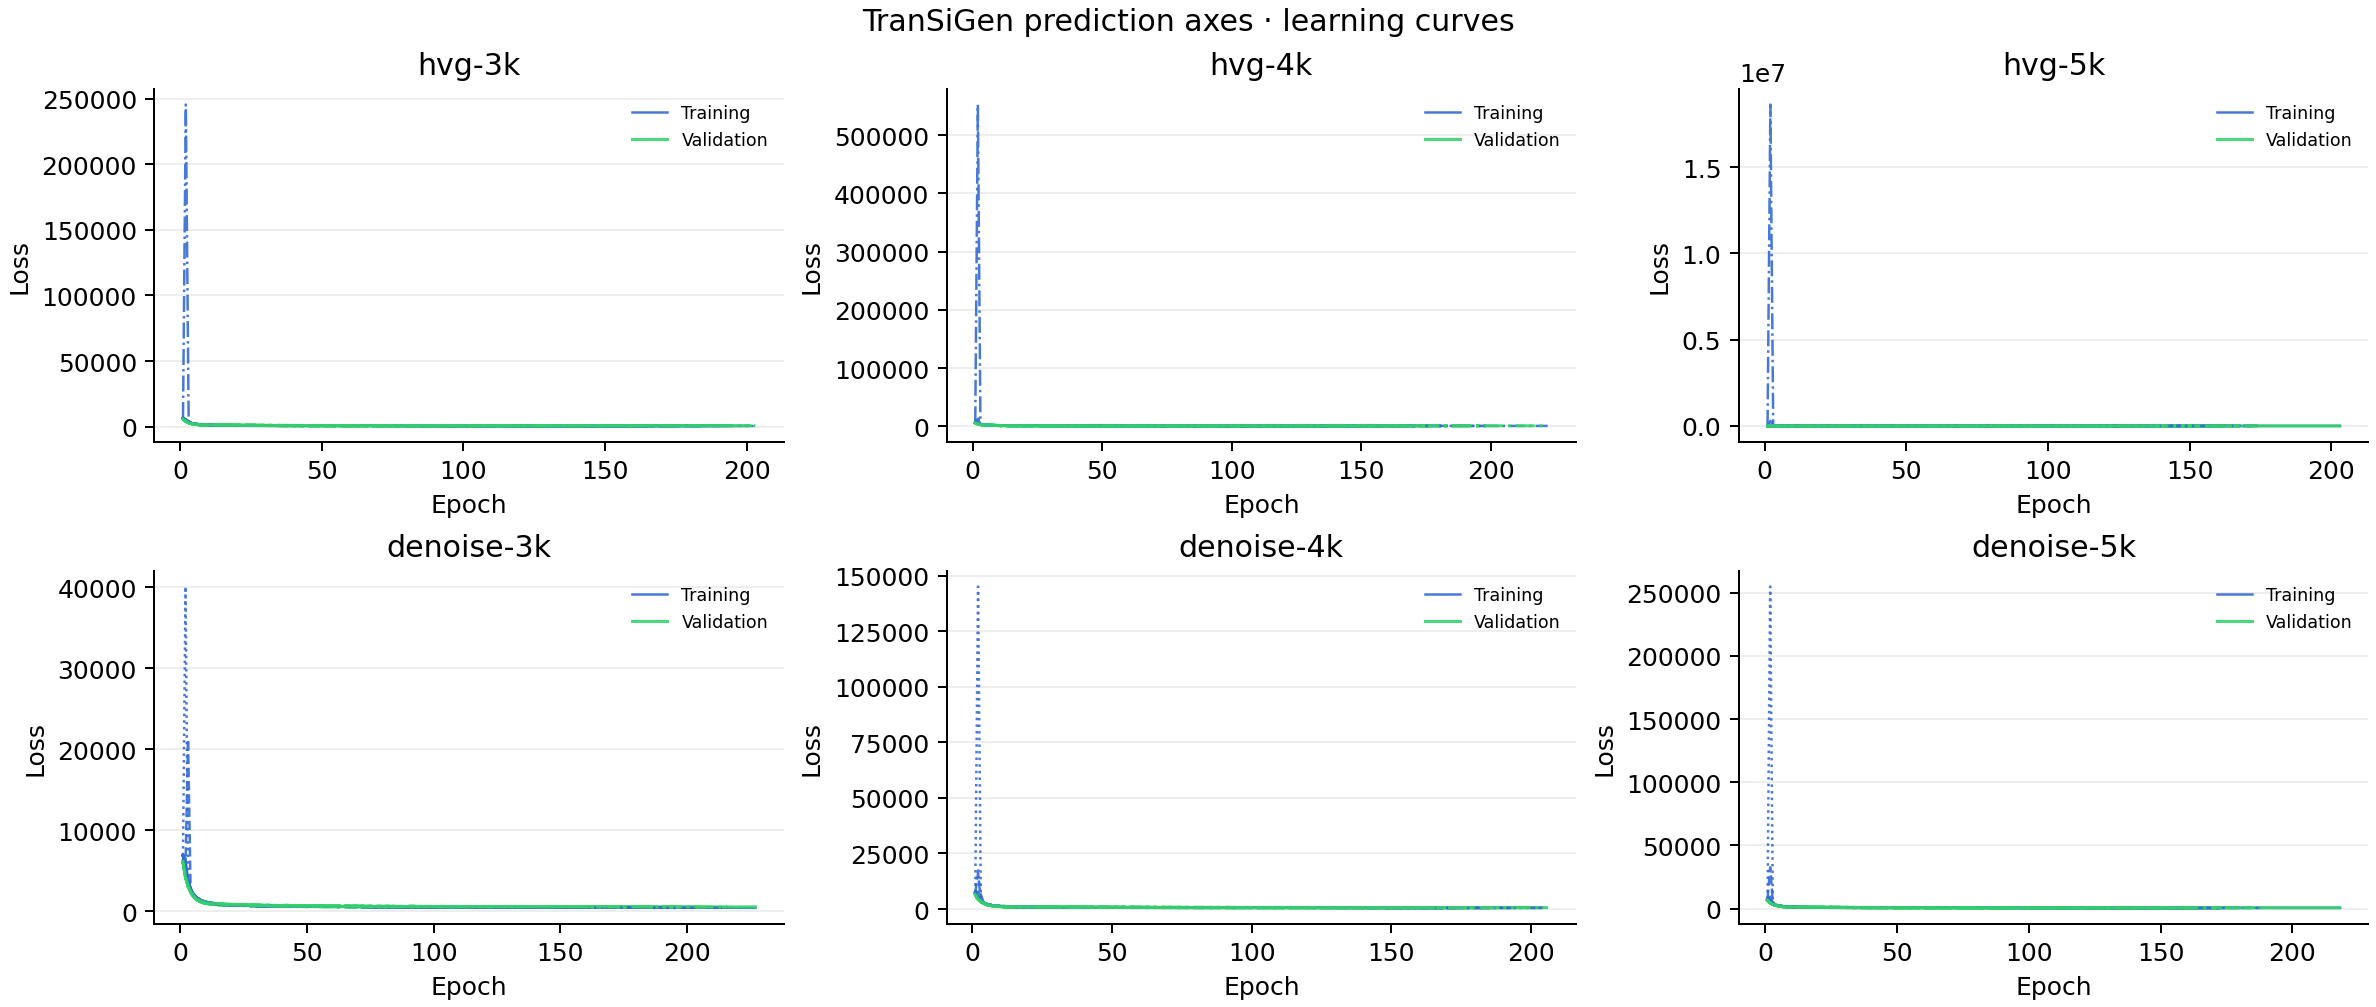 TranSiGen prediction axes · learning curves
hvg-3k
250000
200000
150000
100000
50000
0
Loss
0 50 100 150 200
Epoch
Training
Validation
hvg-4k
500000
400000
300000
200000
100000
0
Loss
0 50 100 150 200
Epoch
Training
Validation
hvg-5k
1e7
1.5
1.0
0.5
0.0
Loss
0 50 100 150 200
Epoch
Training
Validation
denoise-3k
40000
30000
20000
10000
0
Loss
0 50 100 150 200
Epoch
Training
Validation
denoise-4k
150000
125000
100000
75000
50000
25000
0
Loss
0 50 100 150 200
Epoch
Training
Validation
denoise-5k
250000
200000
150000
100000
50000
0
Loss
0 50 100 150 200
Epoch
Training
Validation